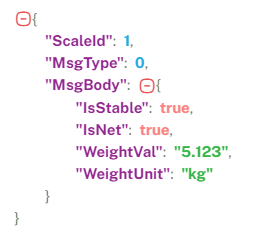 {
"ScaleId": 1,
"MsgType": 0,
"MsgBody": {
"IsStable": true,
"IsNet": true,
"WeightVal": "5.123",
"WeightUnit": "kg"
}
}